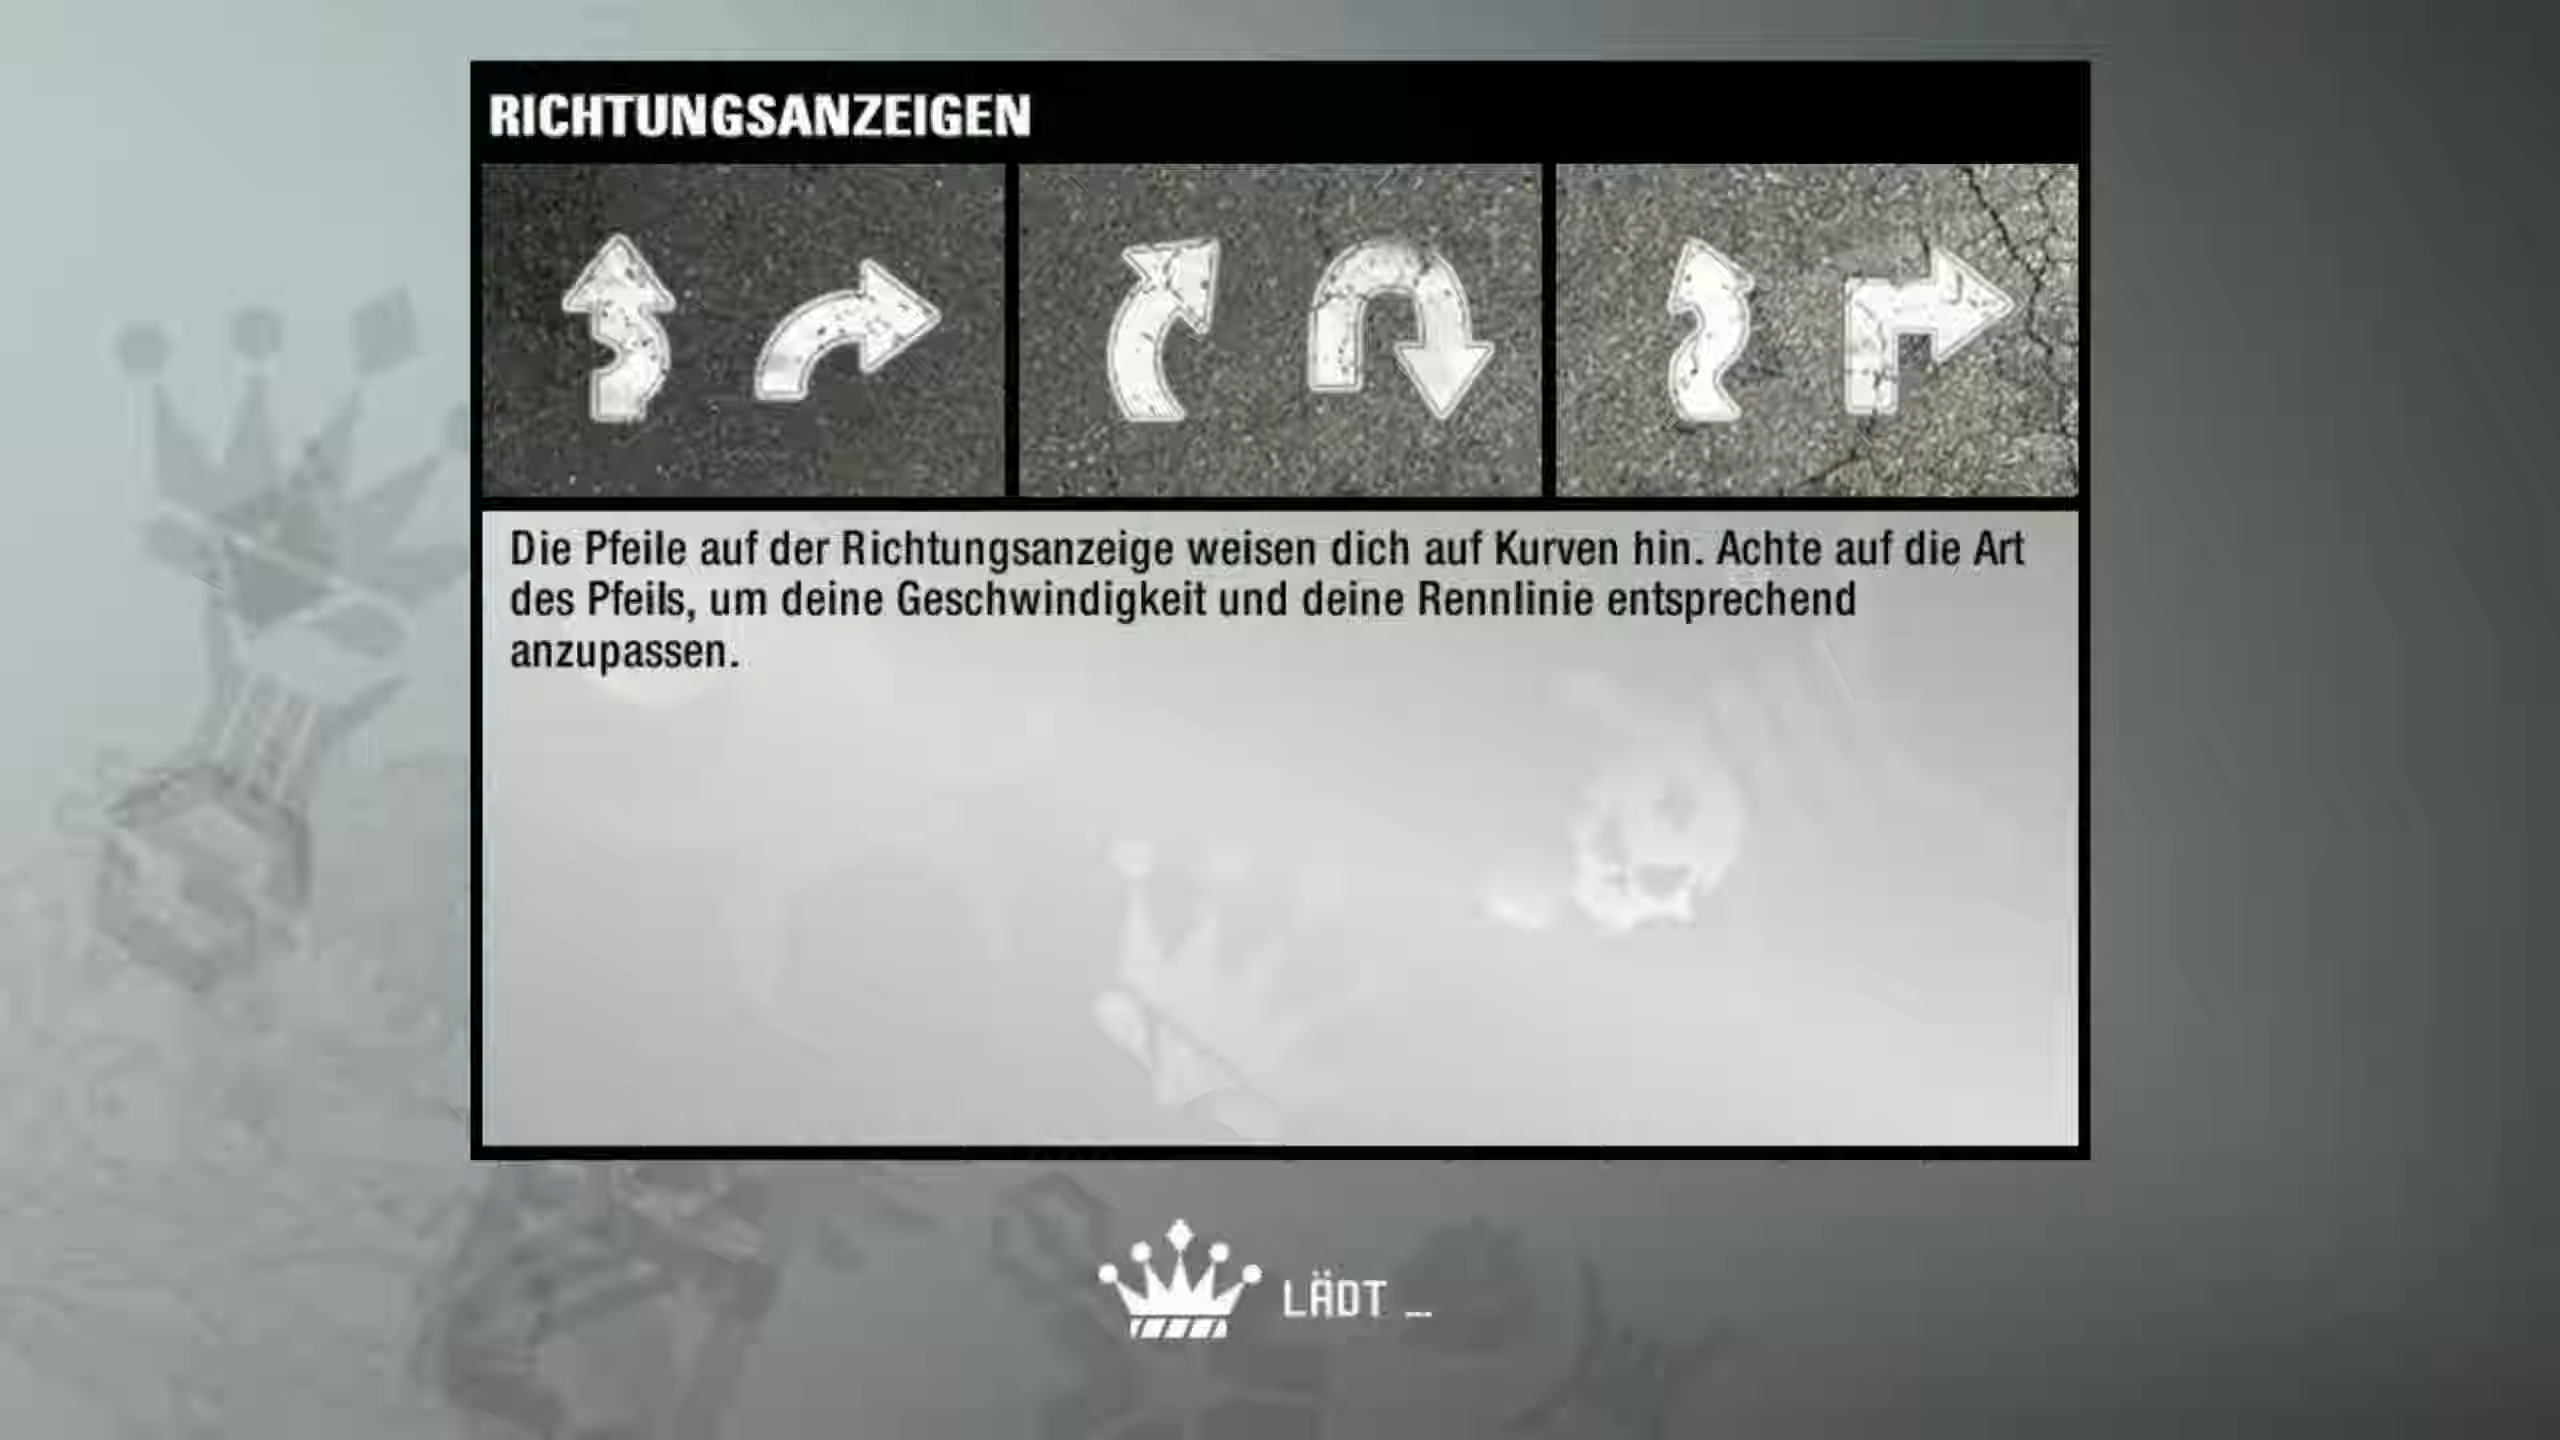 RICHTUNGSANZEIGEN
Die Pfeile auf der Richtungsanzeige weisen dich auf Kurven hin. Achte auf die Art
des Pfeils, um deine Geschwindigkeit und deine Rennlinie entsprechend
anzupassen.
LÄDT ...